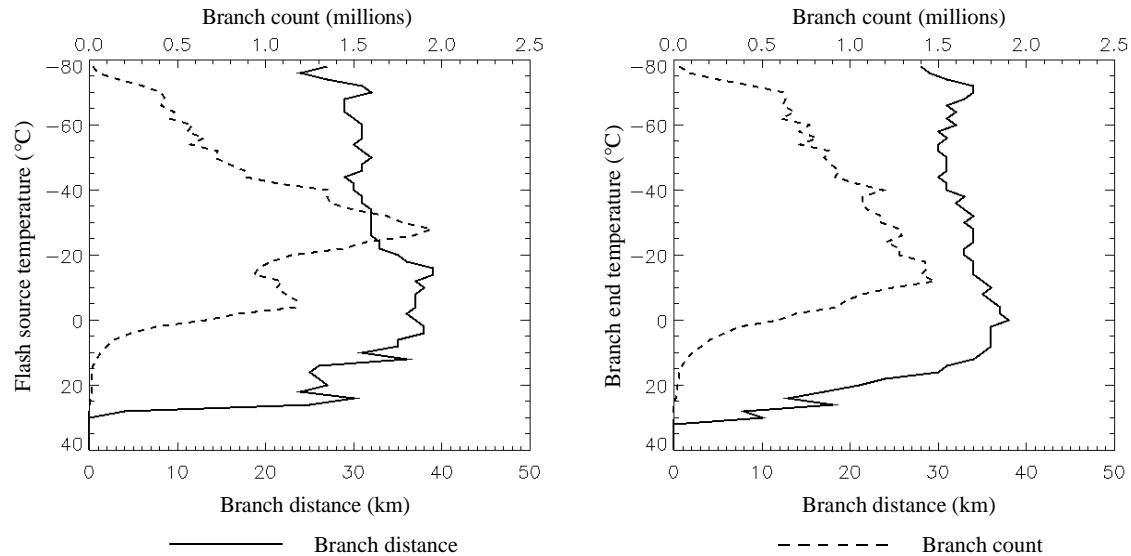 Branch count (millions)
0.0 0.5 1.0 1.5 2.0 2.5
Flash source temperature (°C)
−80
−60
−40
−20
0
20
40
0 10 20 30 40 50
Branch distance (km)
Branch count (millions)
0.0 0.5 1.0 1.5 2.0 2.5
Branch end temperature (°C)
−80
−60
−40
−20
0
20
40
0 10 20 30 40 50
Branch distance (km)
Branch distance
Branch count